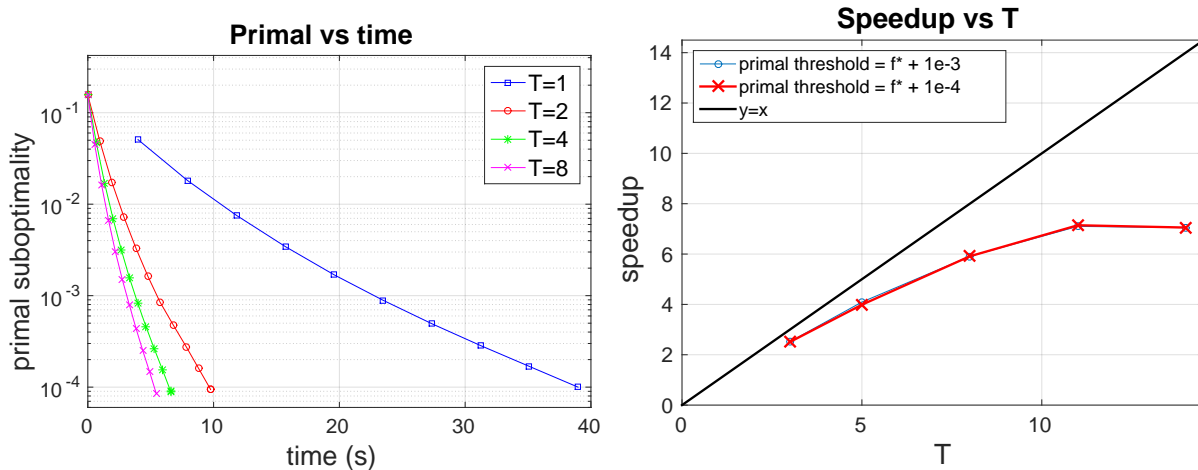 Primal vs time
primal suboptimality
10^-1
10^-2
10^-3
10^-4
T=1
T=2
T=4
T=8
0
10
20
30
40
time (s)
Speedup vs T
speedup
14
12
10
8
6
4
2
0
primal threshold = f* + 1e-3
primal threshold = f* + 1e-4
y=x
0
5
10
T